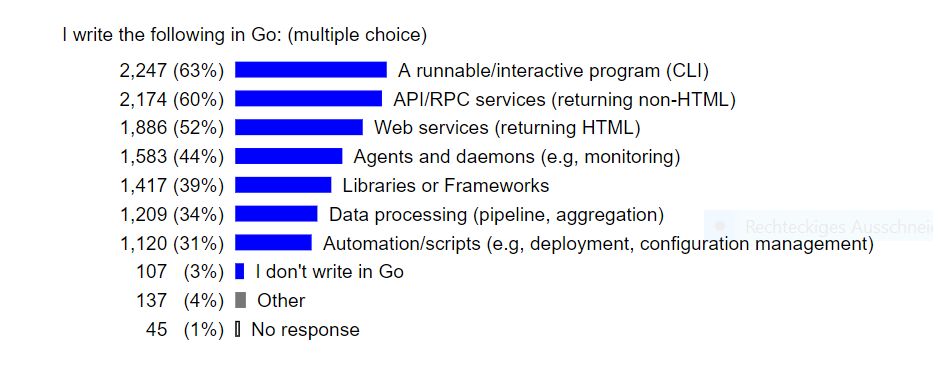 I write the following in Go: (multiple choice)
2,247 (63%) A runnable/interactive program (CLI)
2,174 (60%) API/RPC services (returning non-HTML)
1,886 (52%) Web services (returning HTML)
1,583 (44%) Agents and daemons (e.g, monitoring)
1,417 (39%) Libraries or Frameworks
1,209 (34%) Data processing (pipeline, aggregation)
Rechteckiges
1,120 (31%) Automation/scripts (e.g, deployment, configuration management)
107 (3%) I don't write in Go
137 (4%) Other
45 (1%) No response